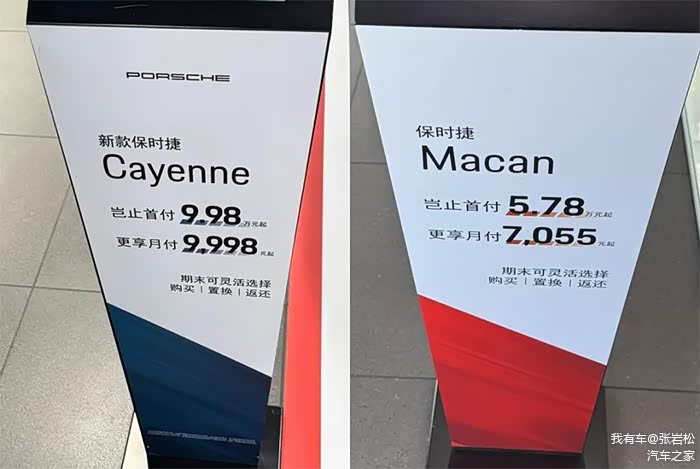 PORSCHE
新款保时捷
Cayenne
岂止首付 9.98 万元起
更享月付 9,998 元起
期末可灵活选择
购买 | 置换 | 返还
保时捷
Macan
岂止首付 5.78 万元起
更享月付 7,055 元起
期末可灵活选择
购买 | 置换 | 返还
我有车@张岩松
汽车之家